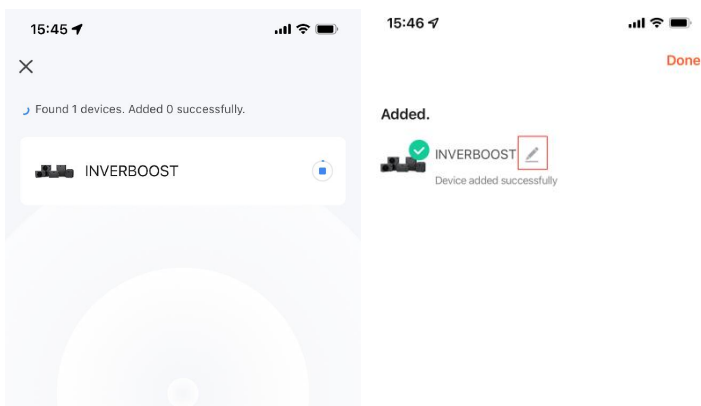 15:45
Found 1 devices. Added 0 successfully.
INVERBOOST
15:46
Done
Added.
INVERBOOST
Device added successfully